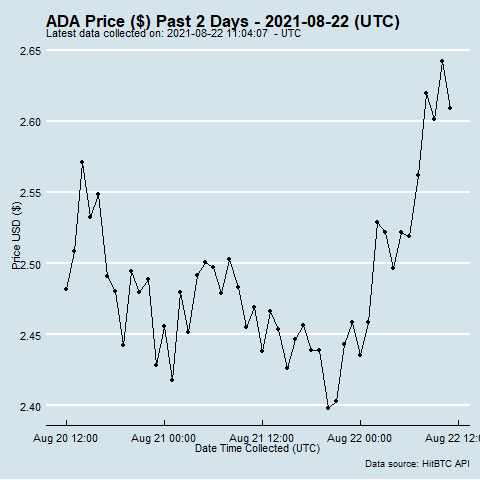 ADA Price ($) Past 2 Days - 2021-08-22 (UTC)
Latest data collected on: 2021-08-22 11:04:07 - UTC
2.65
2.60
2.55
2.50
2.45
2.40
Price USD ($)
Aug 20 12:00 Aug 21 00:00 Aug 21 12:00 Aug 22 00:00 Aug 22 12:0
Date Time Collected (UTC)
Data source: HitBTC API